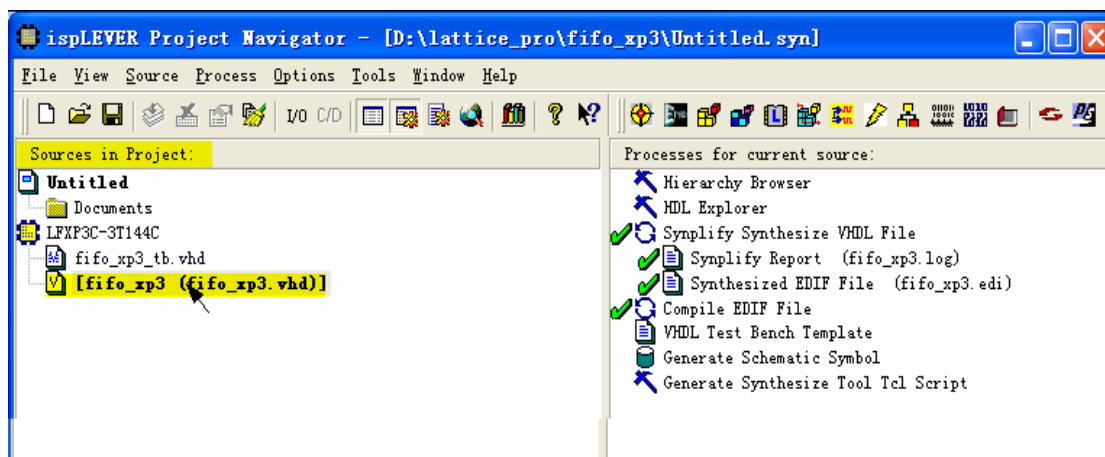 ispLEVER Project Navigator - [D:\lattice_pro\fifo_xp3\Untitled.syn]
File View Source Process Options Tools Window Help
I/O C/D
Sources in Project:
Untitled
Documents
LFXP3C-3T144C
fifo_xp3_tb.vhd
[fifo_xp3 (fifo_xp3.vhd)]
Processes for current source:
Hierarchy Browser
HDL Explorer
Synplify Synthesize VHDL File
Synplify Report (fifo_xp3.log)
Synthesized EDIF File (fifo_xp3.edi)
Compile EDIF File
VHDL Test Bench Template
Generate Schematic Symbol
Generate Synthesize Tool Tcl Script